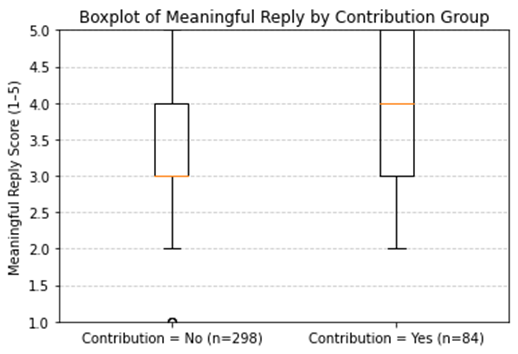 Boxplot of Meaningful Reply by Contribution Group
Meaningful Reply Score (1–5)
5.0
4.5
4.0
3.5
3.0
2.5
2.0
1.5
1.0
Contribution = No (n=298)
Contribution = Yes (n=84)